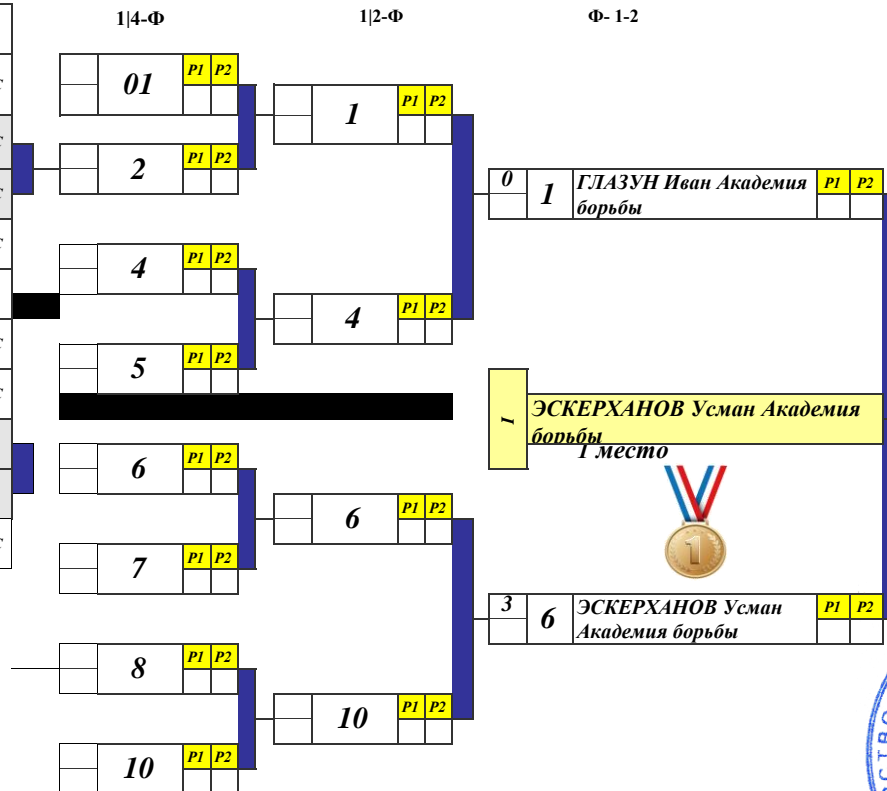 1|4-Ф 1|2-Ф Ф- 1-2
01 P1 P2
1 P1 P2
2 P1 P2
0 1 ГЛАЗУН Иван Академия P1 P2
борьбы
4 P1 P2
4 P1 P2
5 P1 P2
I ЭСКЕРХАНОВ Усман Академия
борьбы
1 место
6 P1 P2
6 P1 P2
1
7 P1 P2
3 6 ЭСКЕРХАНОВ Усман P1 P2
Академия борьбы
8 P1 P2
10 P1 P2
10 P1 P2